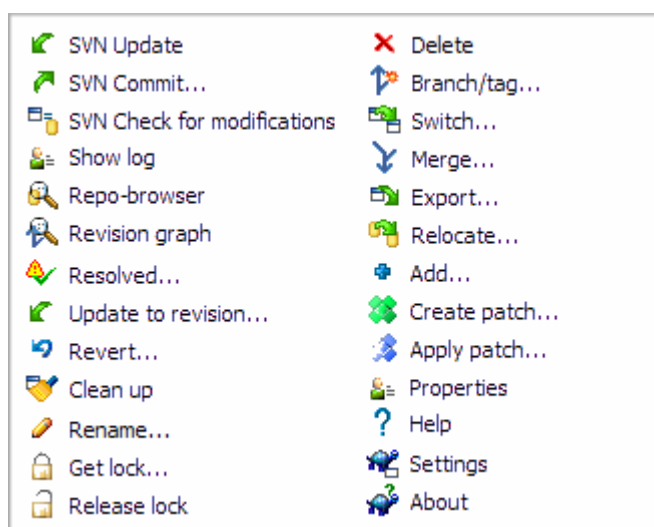 SVN Update
SVN Commit...
SVN Check for modifications
Show log
Repo-browser
Revision graph
Resolved...
Update to revision...
Revert...
Clean up
Rename...
Get lock...
Release lock
Delete
Branch/tag...
Switch...
Merge...
Export...
Relocate...
Add...
Create patch...
Apply patch...
Properties
Help
Settings
About